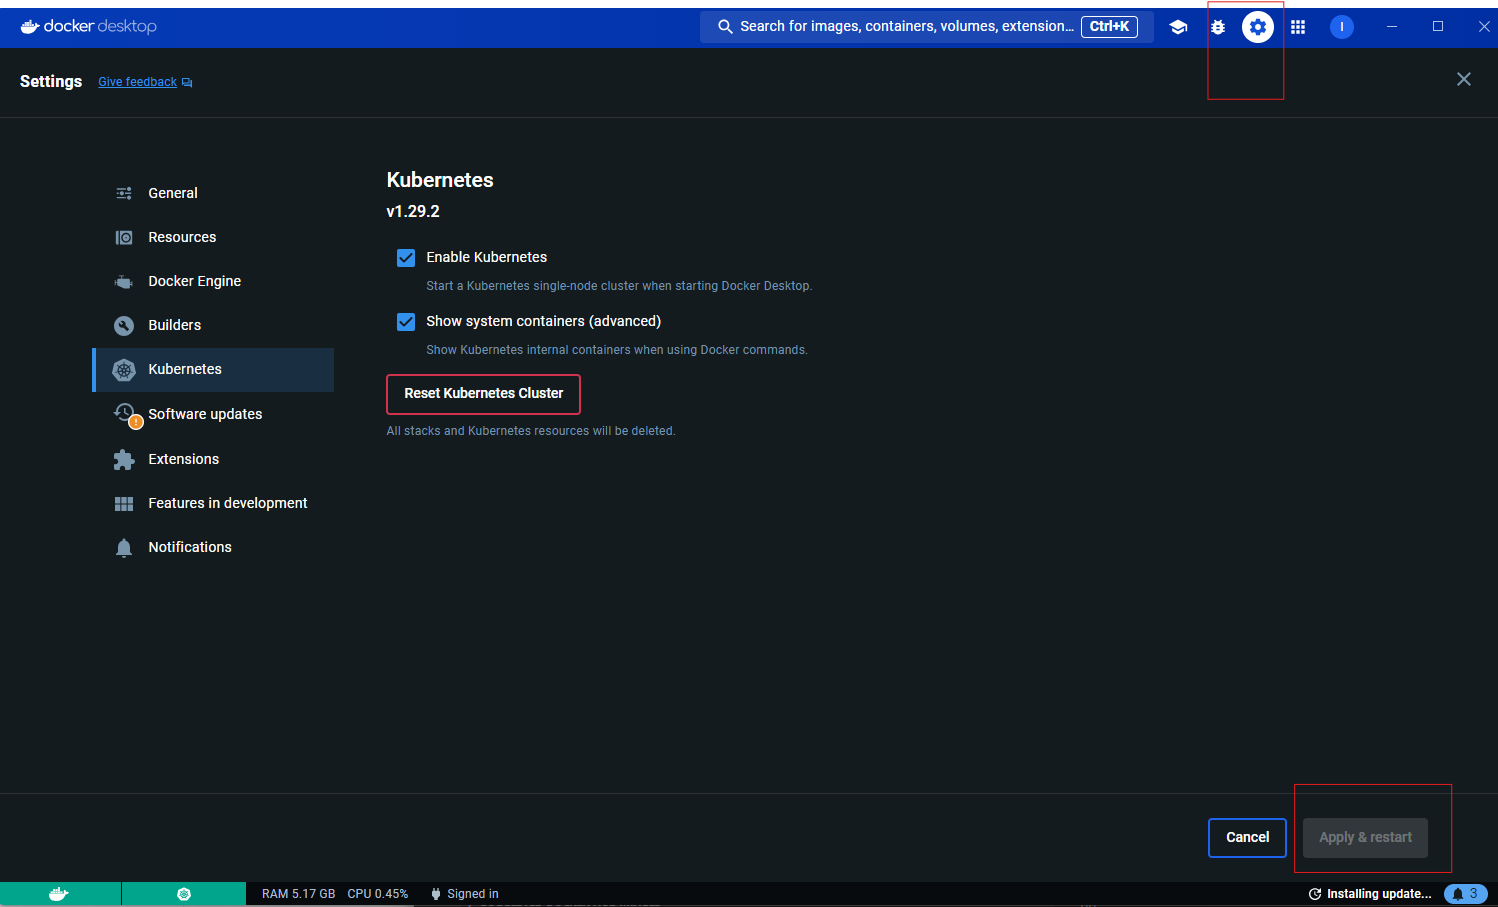 docker desktop
Search for images, containers, volumes, extension... Ctrl+K
I
Settings Give feedback
General
Resources
Docker Engine
Builders
Kubernetes
Software updates
Extensions
Features in development
Notifications
Kubernetes
v1.29.2
Enable Kubernetes
Start a Kubernetes single-node cluster when starting Docker Desktop.
Show system containers (advanced)
Show Kubernetes internal containers when using Docker commands.
Reset Kubernetes Cluster
All stacks and Kubernetes resources will be deleted.
Cancel Apply & restart
RAM 5.17 GB CPU 0.45% Signed in Installing update... 3